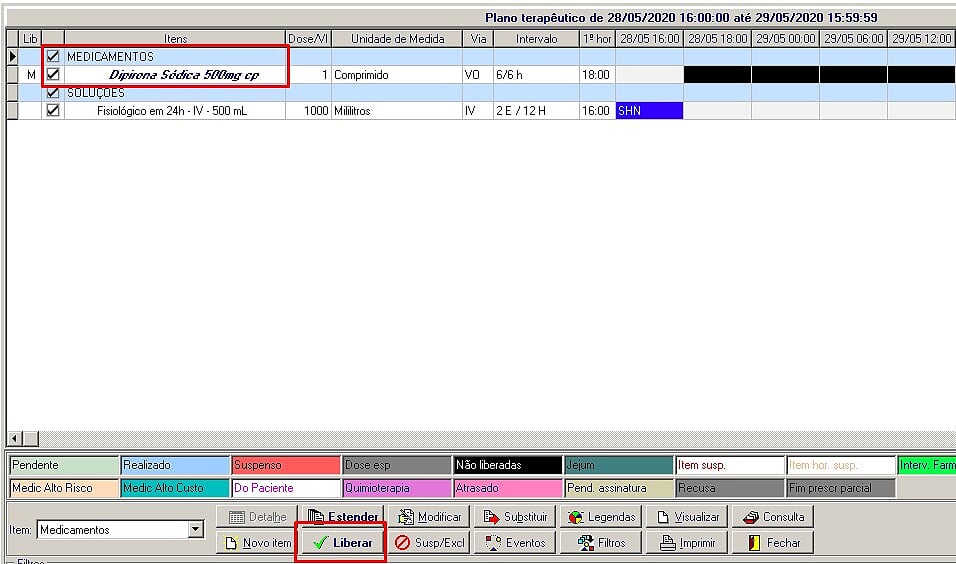 Plano terapêutico de 28/05/2020 16:00:00 até 29/05/2020 15:59:59
Lib Itens Dose/Vl Unidade de Medida Via Intervalo 1ª hor 28/05 16:00 28/05 18:00 29/05 00:00 29/05 06:00 29/05 12:00
MEDICAMENTOS
M Dipirona Sódica 500mg cp 1 Comprimido VO 6/6 h 18:00
SOLUÇÕES
Fisiológico em 24h - IV - 500 mL 1000 Mililitros IV 2 E / 12 H 16:00 SHN
Pendente Realizado Suspenso Dose esp Não liberadas Jejum Item susp. Item hor. susp. Interv. Farm
Medic Alto Risco Medic Alto Custo Do Paciente Quimioterapia Atrasado Pend. assinatura Recusa Fim prescr parcial
Item: Medicamentos Detalhe Estender Modificar Substituir Legendas Visualizar Consulta
Novo item Liberar Susp/Excl Eventos Filtros Imprimir Fechar
Filtros